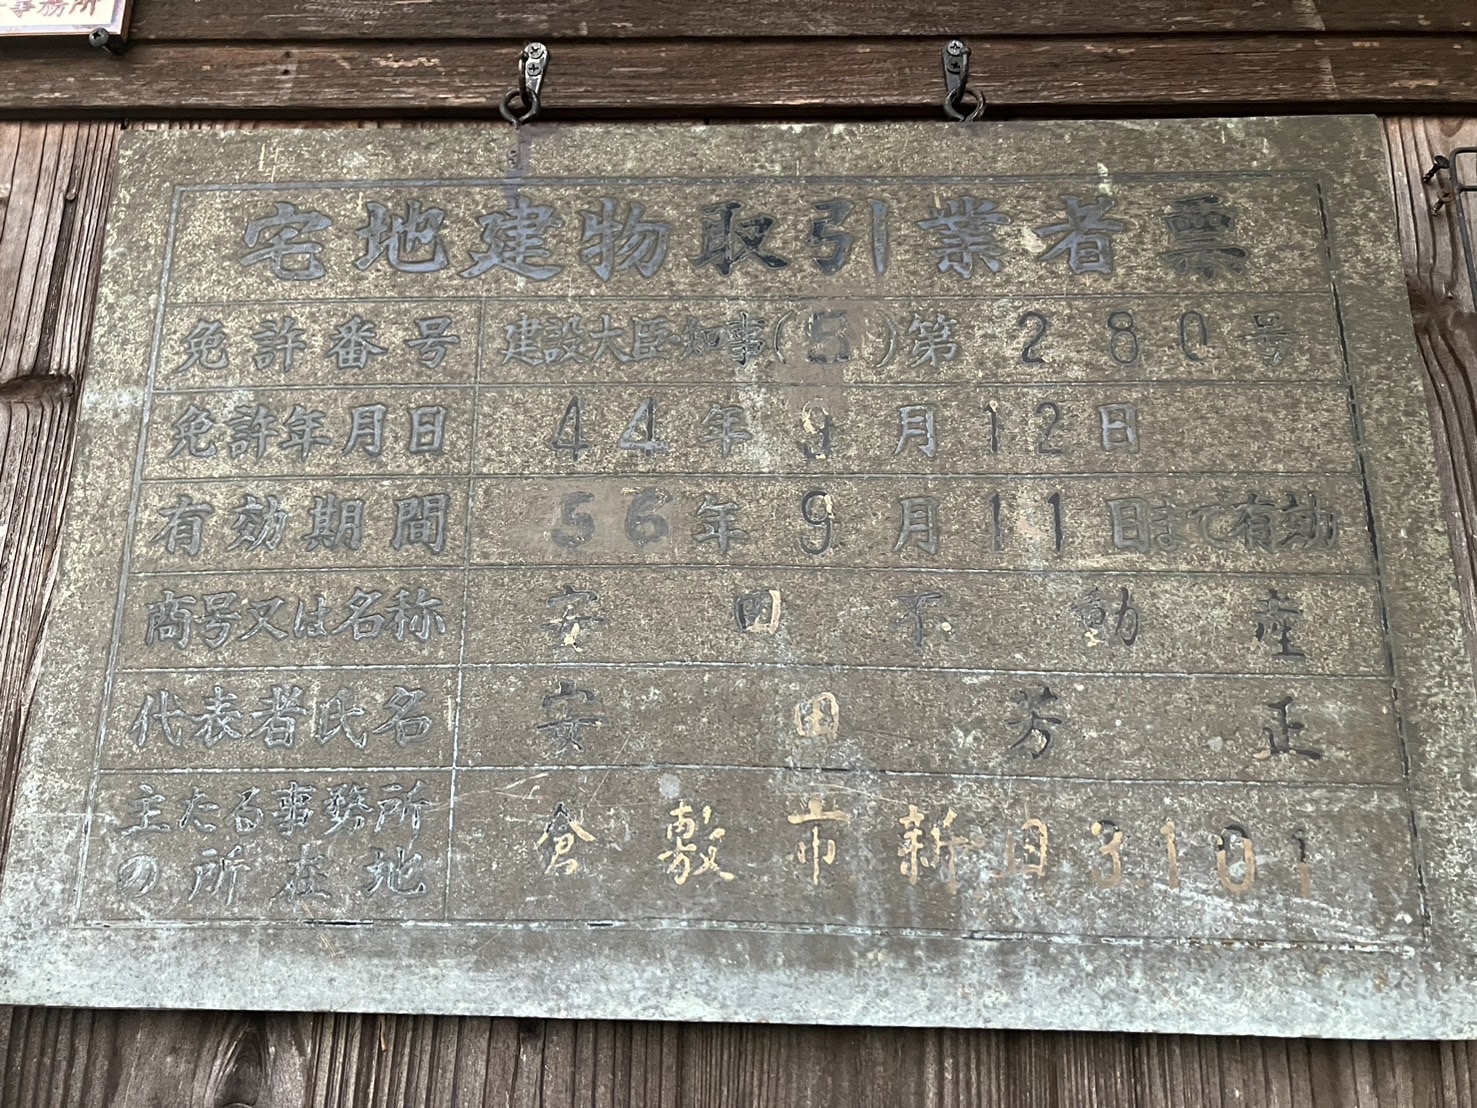 事務所
宅地建物取引業者票
免許番号 建設大臣・知事(5)第 280号
免許年月日 44年9月12日
有効期間 56年9月11日まで有効
商号又は名称 安田不動産
代表者氏名 安田芳正
主たる事務所の所在地 倉敷市新田3101